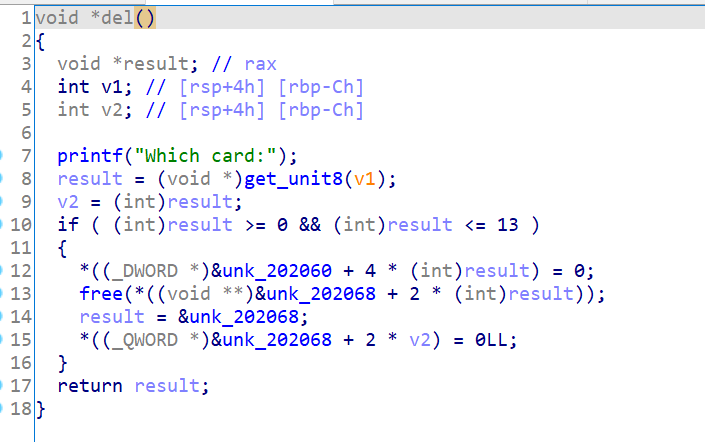 1 void *del()
2 {
3   void *result; // rax
4   int v1; // [rsp+4h] [rbp-Ch]
5   int v2; // [rsp+4h] [rbp-Ch]
6
7   printf("Which card:");
8   result = (void *)get_unit8(v1);
9   v2 = (int)result;
10   if ( (int)result >= 0 && (int)result <= 13 )
11   {
12     *((_DWORD *)&unk_202060 + 4 * (int)result) = 0;
13     free(*((void **)&unk_202068 + 2 * (int)result));
14     result = &unk_202068;
15     *((_QWORD *)&unk_202068 + 2 * v2) = 0LL;
16   }
17   return result;
18 }